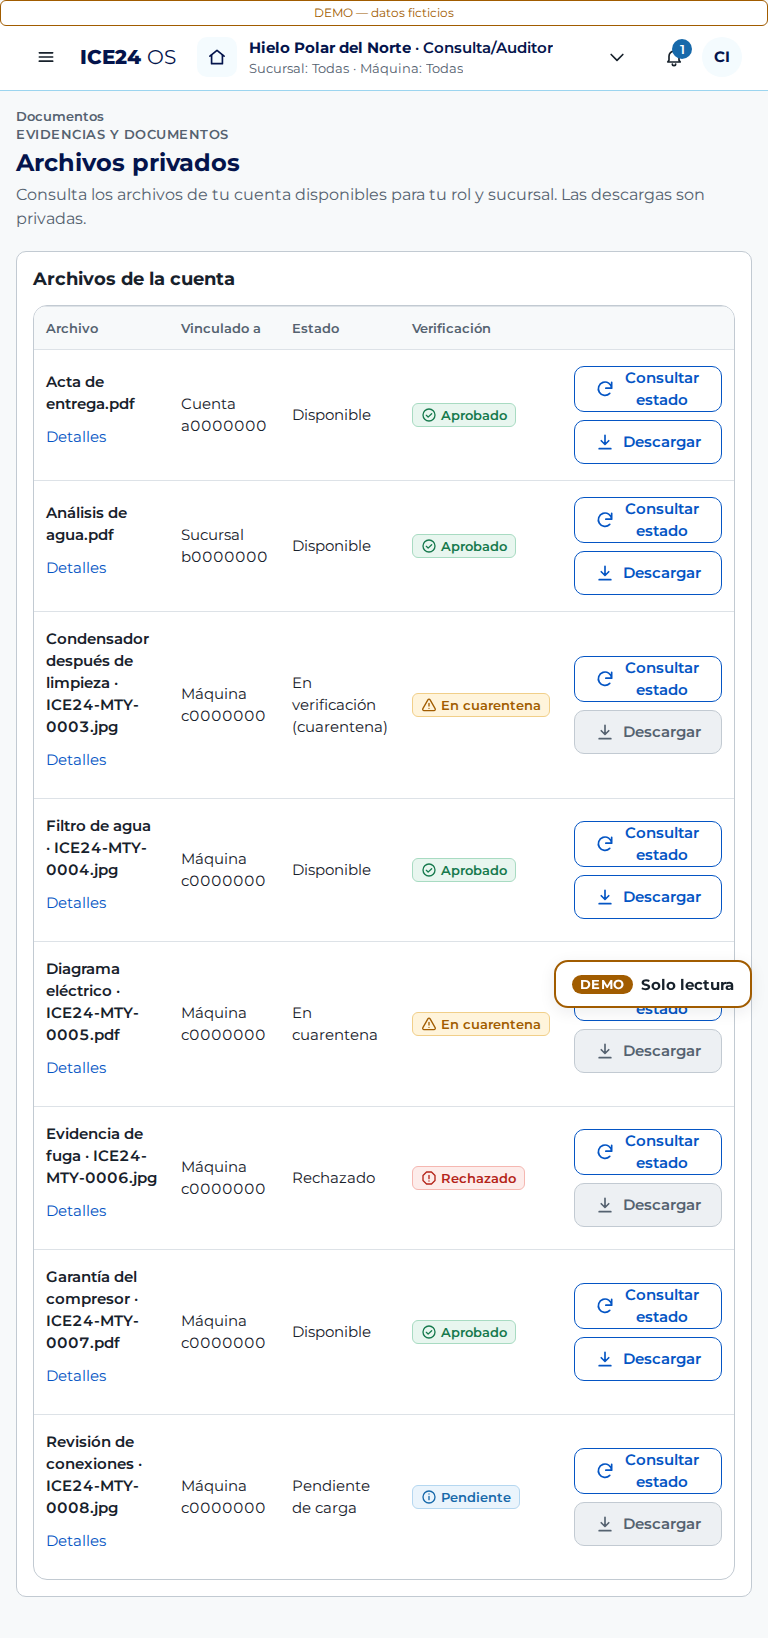 DEMO — datos ficticios
ICE24 OS
Hielo Polar del Norte · Consulta/Auditor
Sucursal: Todas · Máquina: Todas
1
CI
Documentos
EVIDENCIAS Y DOCUMENTOS
Archivos privados
Consulta los archivos de tu cuenta disponibles para tu rol y sucursal. Las descargas son
privadas.
Archivos de la cuenta
Archivo Vinculado a Estado Verificación
Acta de
entrega.pdf
Detalles
Cuenta
a0000000
Disponible
Aprobado
Consultar
estado
Descargar
Análisis de
agua.pdf
Detalles
Sucursal
b0000000
Disponible
Aprobado
Consultar
estado
Descargar
Condensador
después de
limpieza ·
ICE24-MTY-
0003.jpg
Detalles
Máquina
c0000000
En
verificación
(cuarentena)
En cuarentena
Consultar
estado
Descargar
Filtro de agua
· ICE24-MTY-
0004.jpg
Detalles
Máquina
c0000000
Disponible
Aprobado
Consultar
estado
Descargar
Diagrama
eléctrico ·
ICE24-MTY-
0005.pdf
Detalles
Máquina
c0000000
En
cuarentena
En cuarentena
DEMO Solo lectura
estado
Descargar
Evidencia de
fuga · ICE24-
MTY-0006.jpg
Detalles
Máquina
c0000000
Rechazado
Rechazado
Consultar
estado
Descargar
Garantía del
compresor ·
ICE24-MTY-
0007.pdf
Detalles
Máquina
c0000000
Disponible
Aprobado
Consultar
estado
Descargar
Revisión de
conexiones ·
ICE24-MTY-
0008.jpg
Detalles
Máquina
c0000000
Pendiente
de carga
Pendiente
Consultar
estado
Descargar